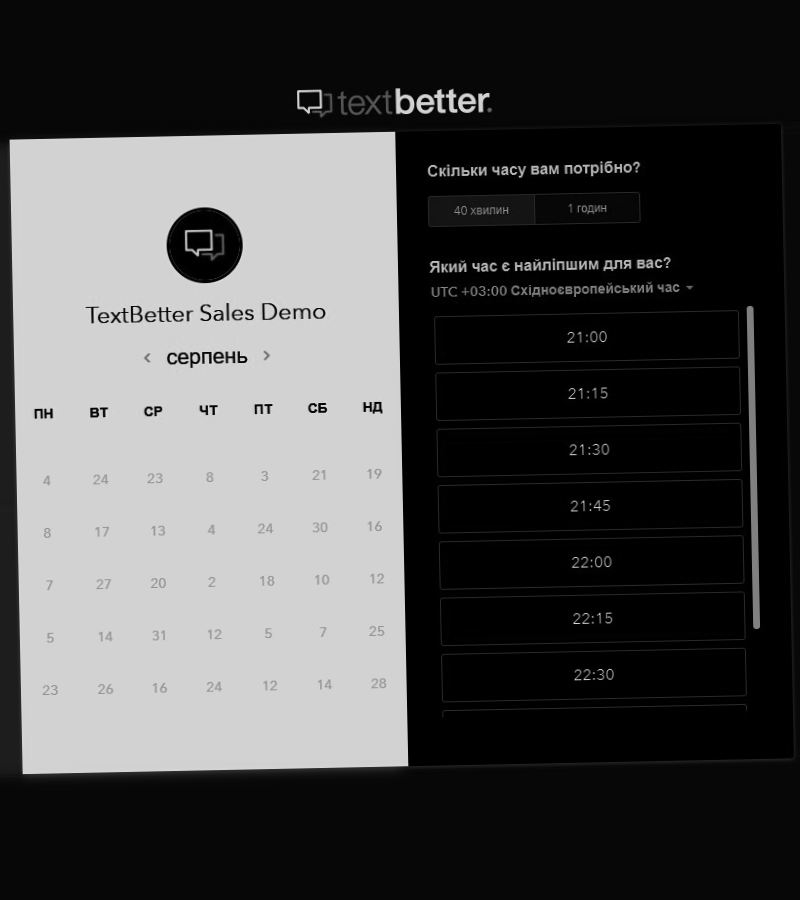 textbetter.
TextBetter Sales Demo
серпень
ПН ВТ СР ЧТ ПТ СБ НД
4 24 23 8 3 21 19
8 17 13 4 24 30 16
7 27 20 2 18 10 12
5 14 31 12 5 7 25
23 26 16 24 12 14 28
Скільки часу вам потрібно?
40 хвилин 1 годин
Який час є найліпшим для вас?
UTC +03:00 Східноєвропейський час
21:00
21:15
21:30
21:45
22:00
22:15
22:30